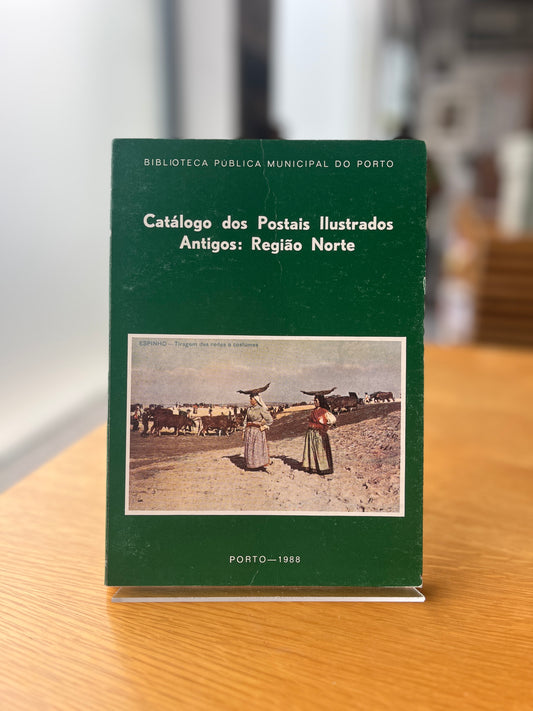 BIBLIOTECA PÚBLICA MUNICIPAL DO PORTO
Catálogo dos Postais Ilustrados
Antigos: Região Norte
ESPINHO — Tiragem das redes e costumes
PORTO—1988